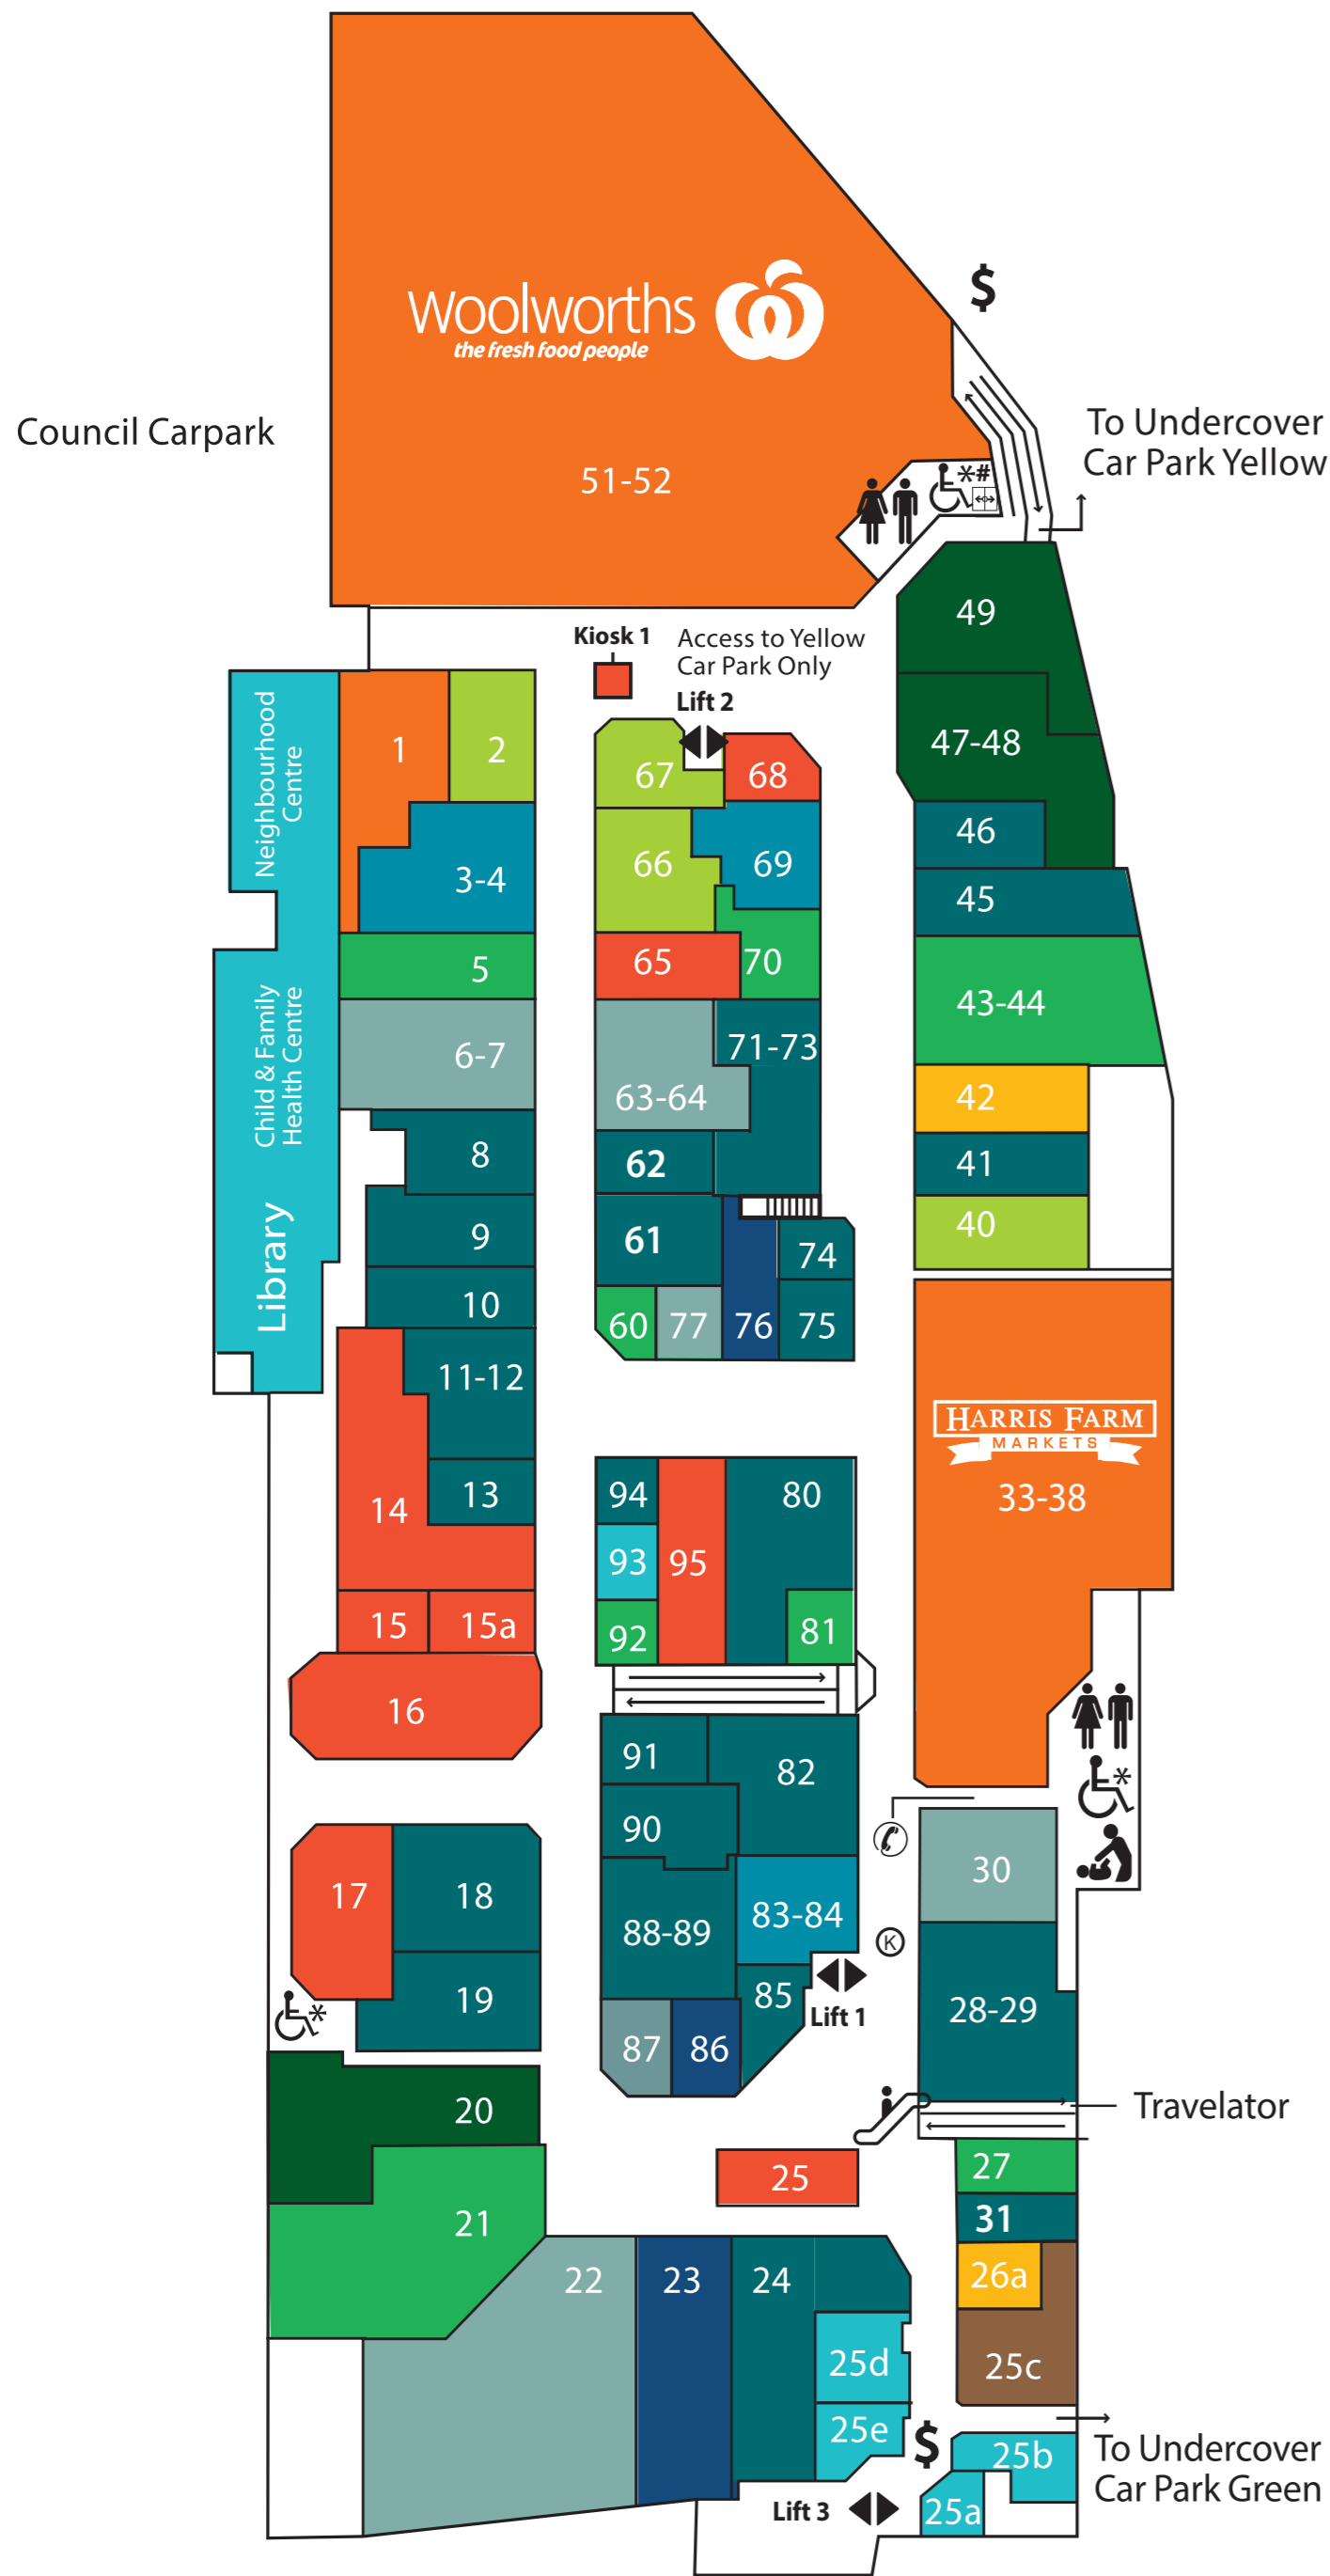 Woolworths
the fresh food people
$
Council Carpark
To Undercover
Car Park Yellow
51-52
*#
49
Kiosk 1
Access to Yellow
Car Park Only
Lift 2
Neighbourhood
Centre
1
2
67
68
47-48
46
3-4
66
69
45
5
65
70
43-44
Child & Family
Health Centre
6-7
71-73
63-64
42
8
62
41
Library
9
61
74
40
10
60
77
76
75
11-12
HARRIS FARM
MARKETS
13
14
94
80
33-38
93
95
15
15a
92
81
16
91
82
*
90
17
18
30
88-89
83-84
K
19
85
Lift 1
28-29
*
87
86
20
Travelator
25
27
21
31
22
23
24
26a
25d
25c
25e
$
25b
To Undercover
Car Park Green
Lift 3
25a